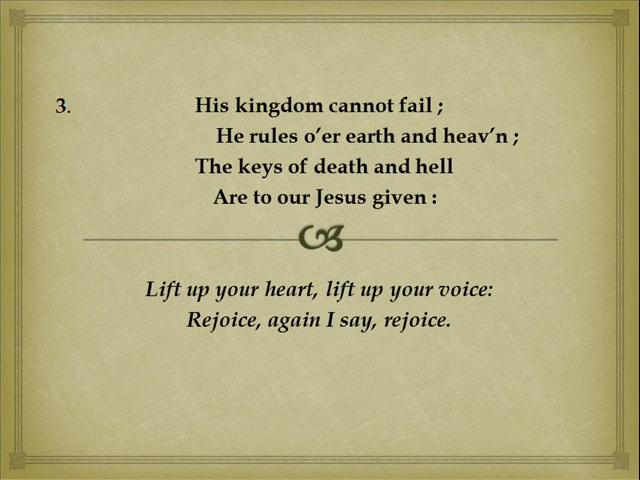 3.
His kingdom cannot fail ;
He rules o’er earth and heav’n ;
The keys of death and hell
Are to our Jesus given :
Lift up your heart, lift up your voice:
Rejoice, again I say, rejoice.